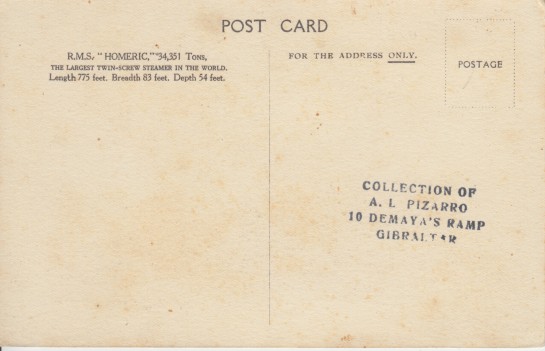 POST CARD
R.M.S. "HOMERIC," 34,351 Tons,
THE LARGEST TWIN-SCREW STEAMER IN THE WORLD.
Length 775 feet. Breadth 83 feet. Depth 54 feet.
FOR THE ADDRESS ONLY.
POSTAGE
COLLECTION OF
A. L PIZARRO
10 DEMAYA'S RAMP
GIBRALTAR